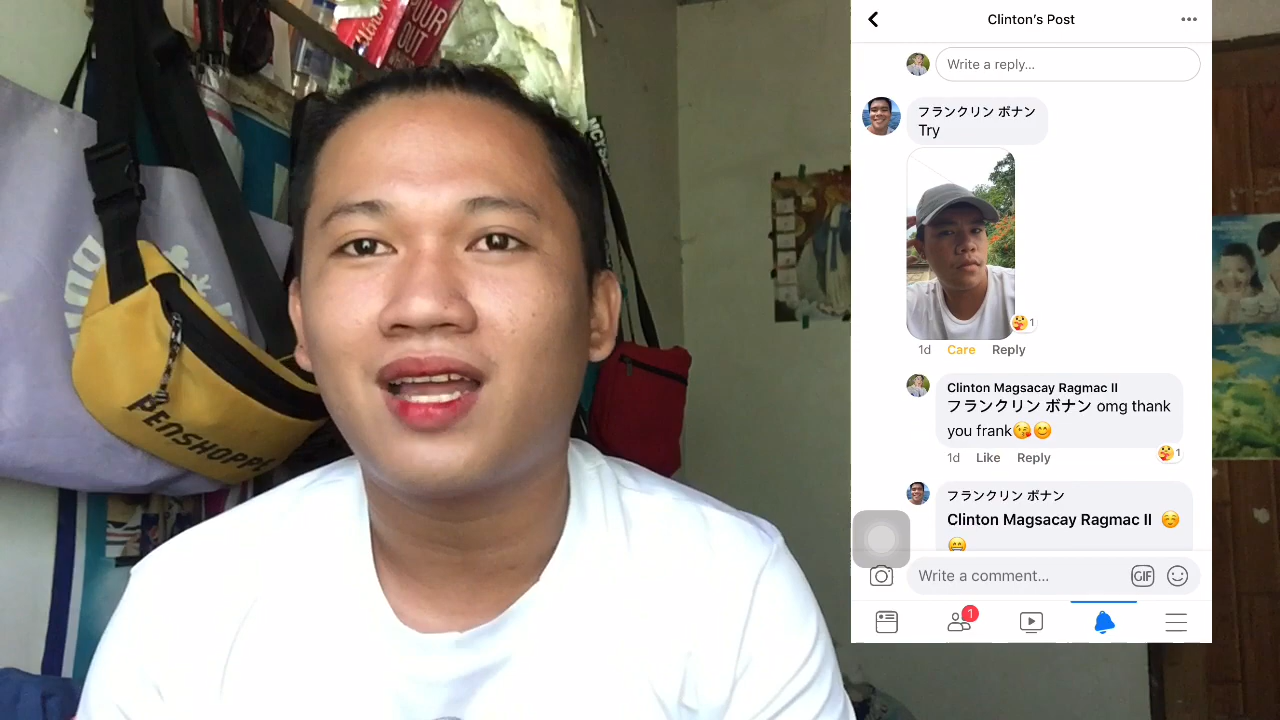 POUR
OUT
PENSHOPPE
Clinton's Post
Write a reply...
フランクリン ボナン
Try
1
1d Care Reply
Clinton Magsacay Ragmac II
フランクリン ボナン omg thank
you frank😘😊
1d Like Reply
1
フランクリン ボナン
Clinton Magsacay Ragmac II ☺️
😁
Write a comment...
GIF
1